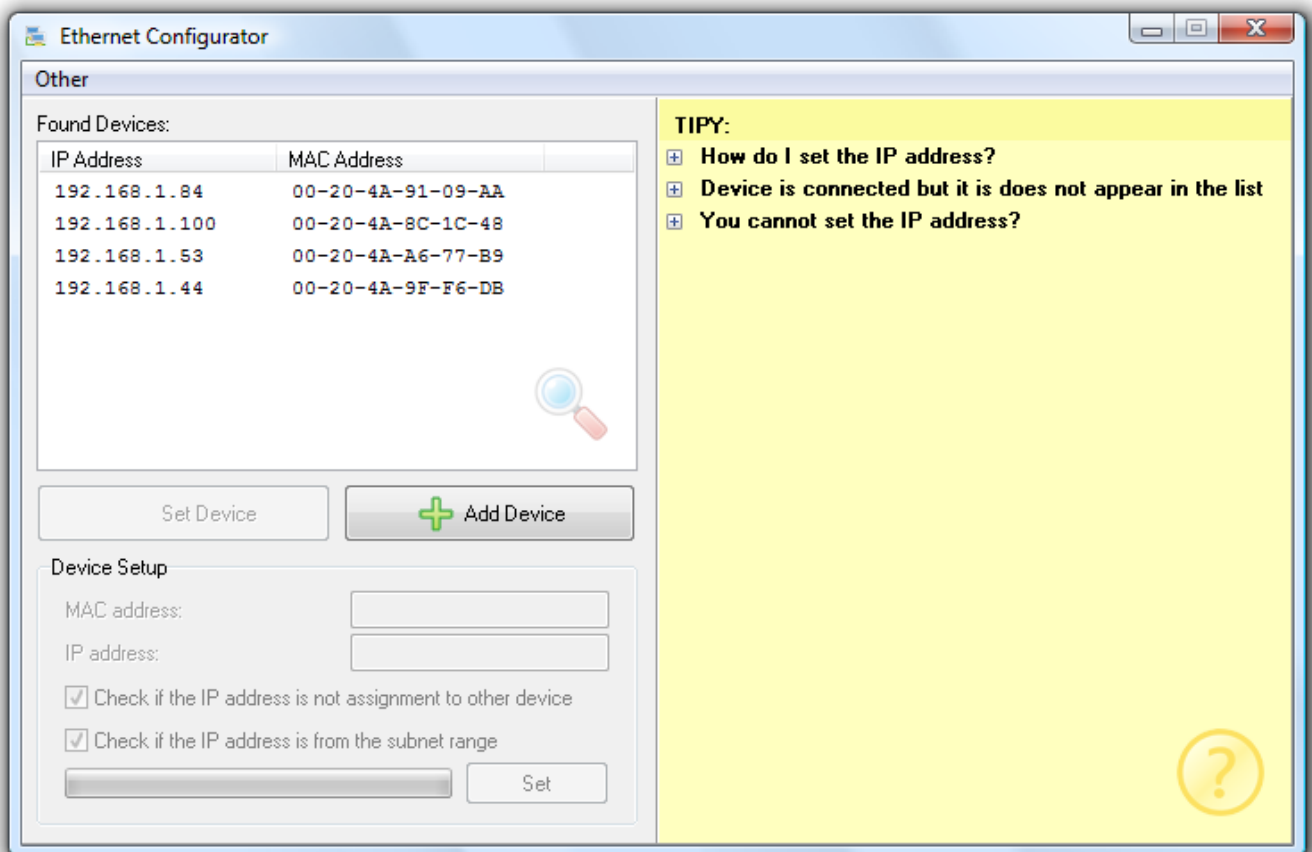 Ethernet Configurator
Other
Found Devices:
IP Address MAC Address
192.168.1.84 00-20-4A-91-09-AA
192.168.1.100 00-20-4A-8C-1C-48
192.168.1.53 00-20-4A-A6-77-B9
192.168.1.44 00-20-4A-9F-F6-DB
Set Device Add Device
Device Setup
MAC address:
IP address:
Check if the IP address is not assignment to other device
Check if the IP address is from the subnet range
Set
TIPY:
How do I set the IP address?
Device is connected but it is does not appear in the list
You cannot set the IP address?